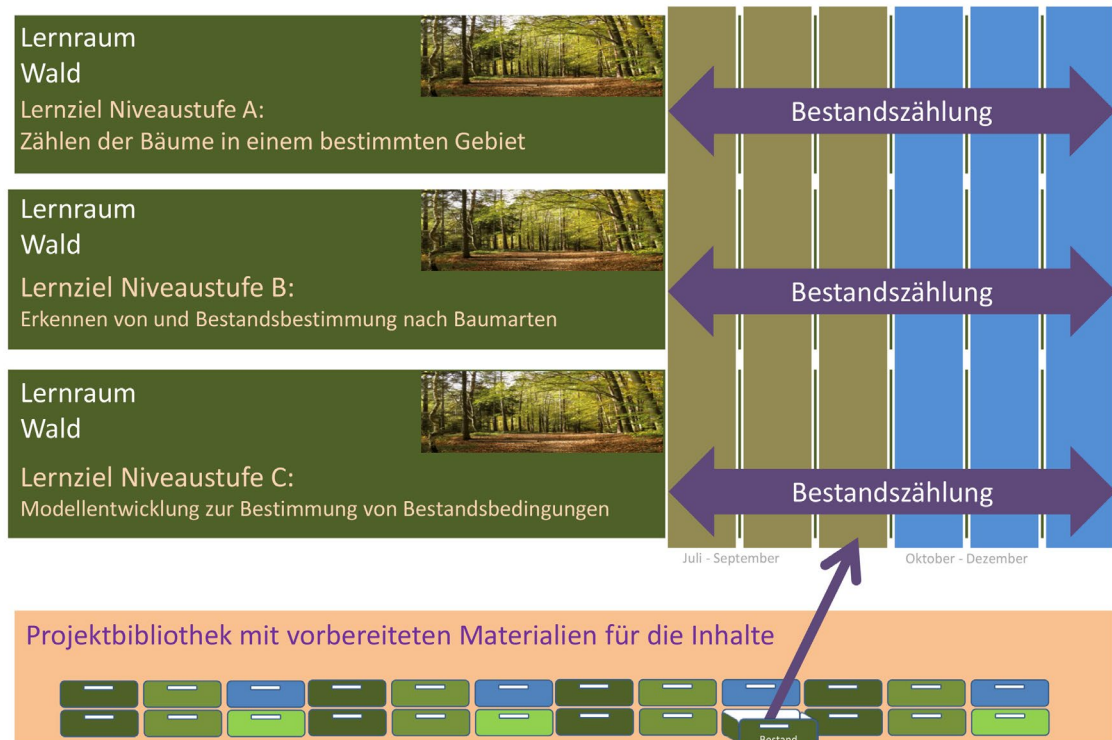 Lernraum
Wald
Lernziel Niveaustufe A:
Zählen der Bäume in einem bestimmten Gebiet
Bestandszählung
Lernraum
Wald
Lernziel Niveaustufe B:
Erkennen von und Bestandsbestimmung nach Baumarten
Bestandszählung
Lernraum
Wald
Lernziel Niveaustufe C:
Modellentwicklung zur Bestimmung von Bestandsbedingungen
Bestandszählung
Juli - September
Oktober - Dezember
Projektbibliothek mit vorbereiteten Materialien für die Inhalte
Bestand